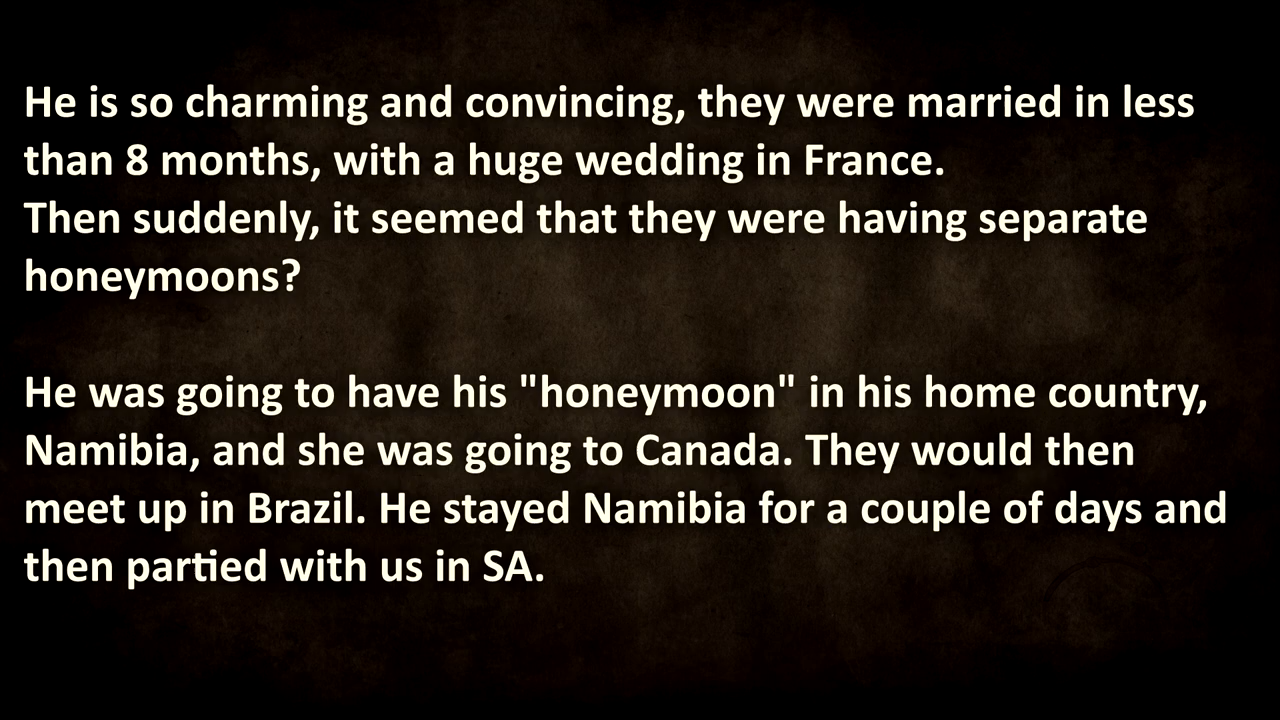 He is so charming and convincing, they were married in less
than 8 months, with a huge wedding in France.
Then suddenly, it seemed that they were having separate
honeymoons?
He was going to have his "honeymoon" in his home country,
Namibia, and she was going to Canada. They would then
meet up in Brazil. He stayed Namibia for a couple of days and
then partied with us in SA.